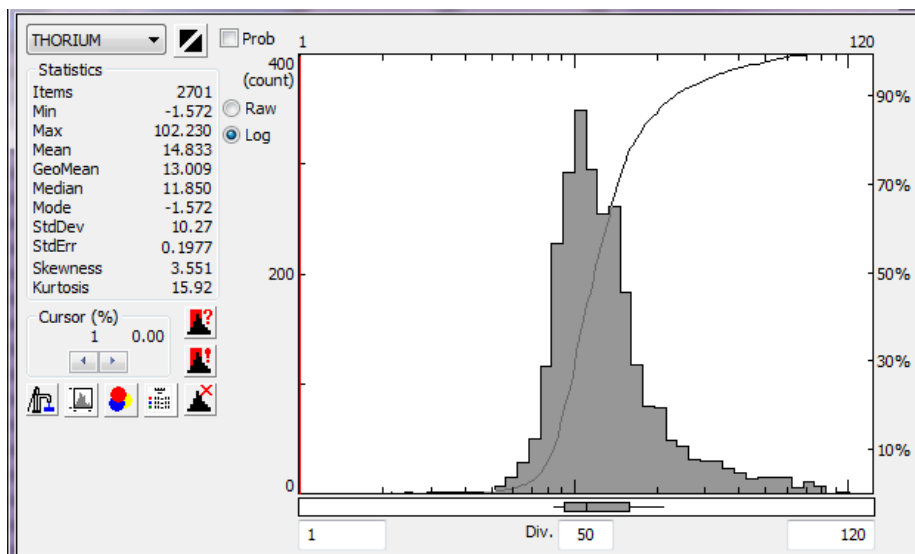 THORIUM
Prob
Statistics
Items 2701
Min -1.572
Max 102.230
Mean 14.833
GeoMean 13.009
Median 11.850
Mode -1.572
StdDev 10.27
StdErr 0.1977
Skewness 3.551
Kurtosis 15.92
Raw
Log
Cursor (%)
1 0.00
1 120
400
(count)
200
0
90%
70%
50%
30%
10%
1 Div. 50 120